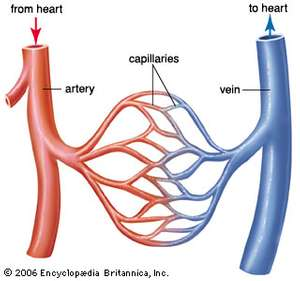 from heart
to heart
capillaries
artery
vein
© 2006 Encyclopædia Britannica, Inc.